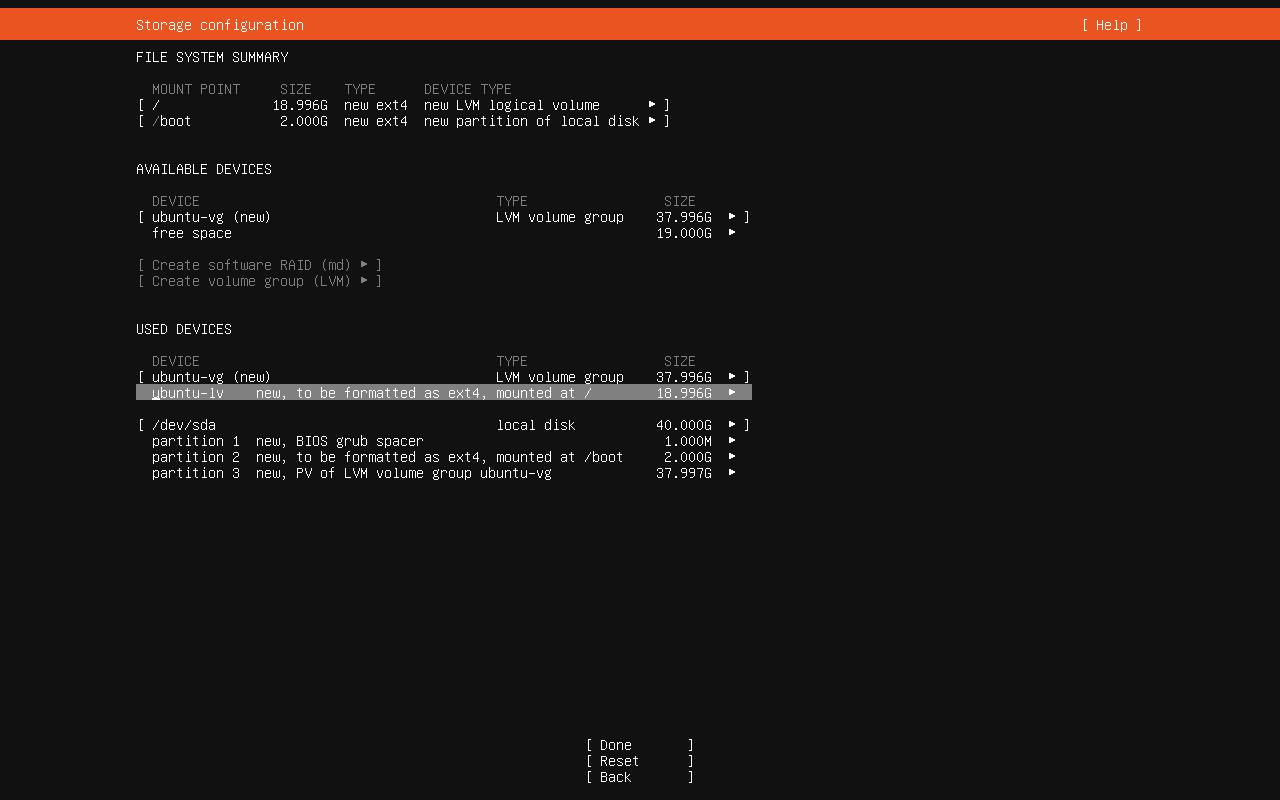 Storage configuration [ Help ]
FILE SYSTEM SUMMARY
MOUNT POINT SIZE TYPE DEVICE TYPE
[ / 18.996G new ext4 new LVM logical volume ▸ ]
[ /boot 2.000G new ext4 new partition of local disk ▸ ]
AVAILABLE DEVICES
DEVICE TYPE SIZE
[ ubuntu-vg (new) LVM volume group 37.996G ▸ ]
free space 19.000G ▸
[ Create software RAID (md) ▸ ]
[ Create volume group (LVM) ▸ ]
USED DEVICES
DEVICE TYPE SIZE
[ ubuntu-vg (new) LVM volume group 37.996G ▸ ]
ubuntu-lv new, to be formatted as ext4, mounted at / 18.996G ▸
[ /dev/sda local disk 40.000G ▸ ]
partition 1 new, BIOS grub spacer 1.000M ▸
partition 2 new, to be formatted as ext4, mounted at /boot 2.000G ▸
partition 3 new, PV of LVM volume group ubuntu-vg 37.997G ▸
[ Done ]
[ Reset ]
[ Back ]